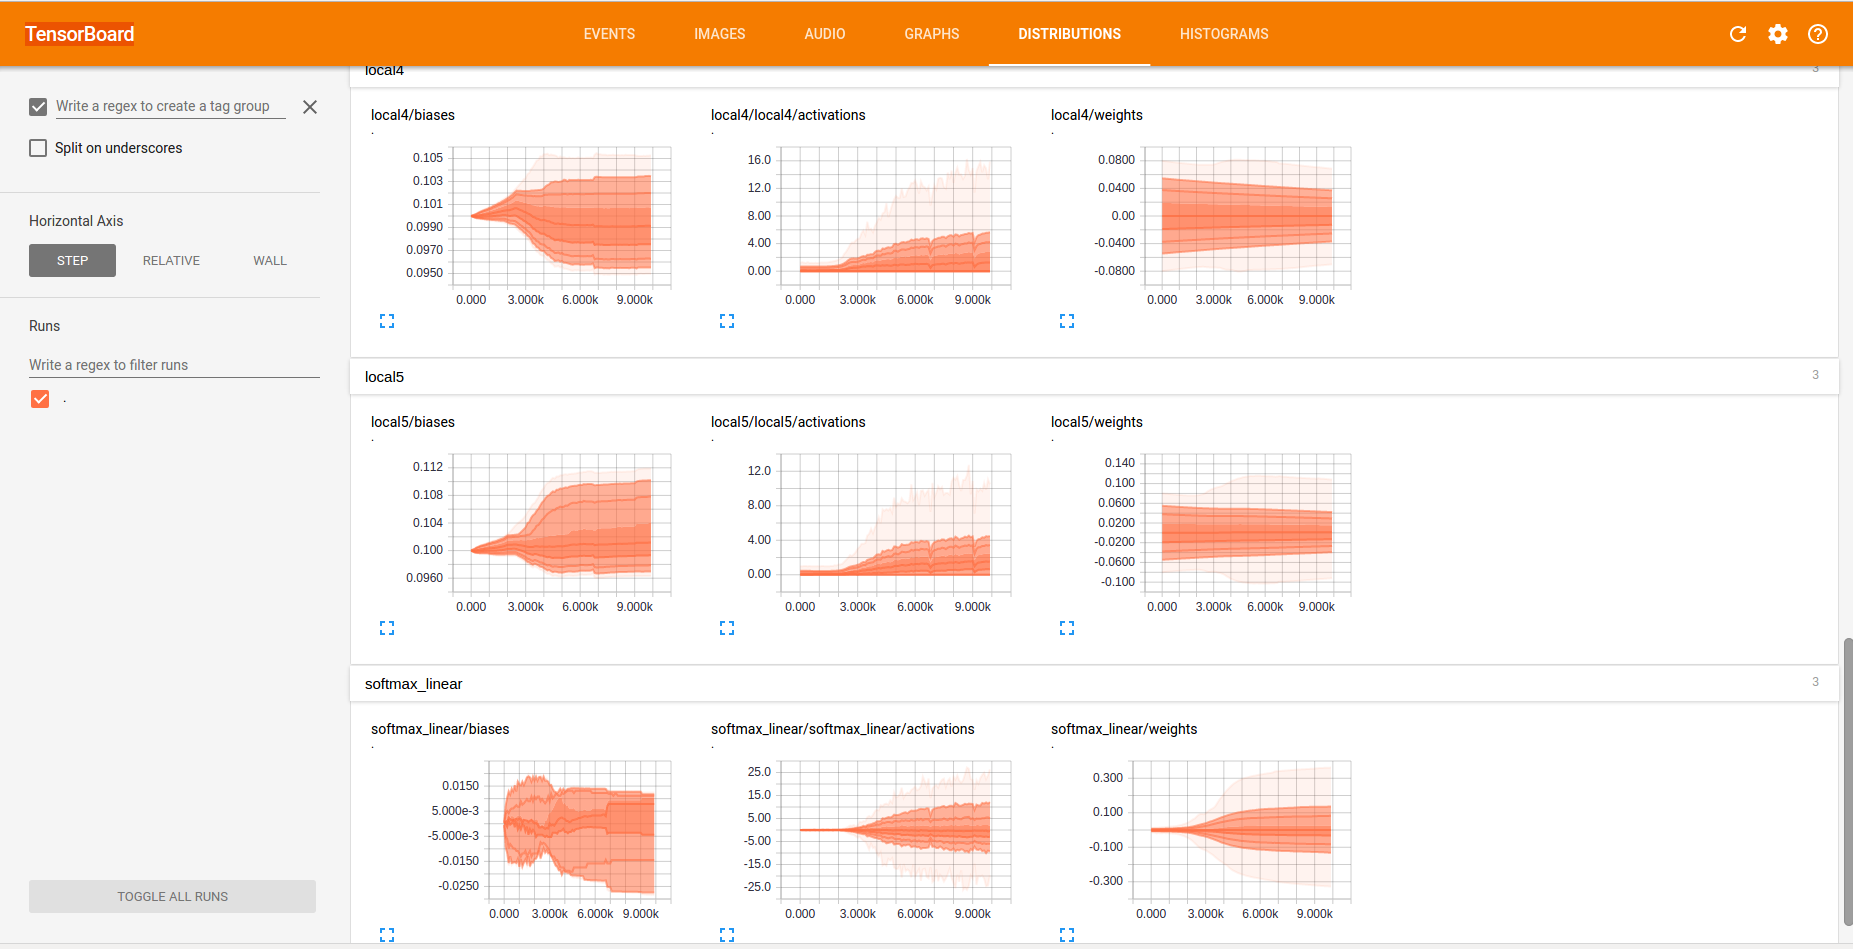 TensorBoard
EVENTS IMAGES AUDIO GRAPHS DISTRIBUTIONS HISTOGRAMS
Write a regex to create a tag group
Split on underscores
Horizontal Axis
STEP RELATIVE WALL
Runs
Write a regex to filter runs
.
TOGGLE ALL RUNS
local4 3
local4/biases
.
0.105
0.103
0.101
0.0990
0.0970
0.0950
0.000 3.000k 6.000k 9.000k
local4/local4/activations
.
16.0
12.0
8.00
4.00
0.00
0.000 3.000k 6.000k 9.000k
local4/weights
.
0.0800
0.0400
0.00
-0.0400
-0.0800
0.000 3.000k 6.000k 9.000k
local5 3
local5/biases
.
0.112
0.108
0.104
0.100
0.0960
0.000 3.000k 6.000k 9.000k
local5/local5/activations
.
12.0
8.00
4.00
0.00
0.000 3.000k 6.000k 9.000k
local5/weights
.
0.140
0.100
0.0600
0.0200
-0.0200
-0.0600
-0.100
0.000 3.000k 6.000k 9.000k
softmax_linear 3
softmax_linear/biases
.
0.0150
5.000e-3
-5.000e-3
-0.0150
-0.0250
0.000 3.000k 6.000k 9.000k
softmax_linear/softmax_linear/activations
.
25.0
15.0
5.00
-5.00
-15.0
-25.0
0.000 3.000k 6.000k 9.000k
softmax_linear/weights
.
0.300
0.100
-0.100
-0.300
0.000 3.000k 6.000k 9.000k